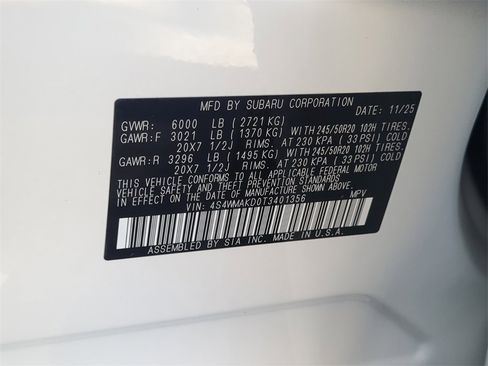 MFD BY SUBARU CORPORATION DATE: 11/25
GVWR: 6000 LB ( 2721 KG)
GAWR:F 3021 LB ( 1370 KG) WITH 245/50R20 102H TIRES,
20X7 1/2J RIMS, AT 230 KPA ( 33 PSI) COLD
GAWR:R 3296 LB ( 1495 KG) WITH 245/50R20 102H TIRES,
20X7 1/2J RIMS, AT 230 KPA ( 33 PSI) COLD
THIS VEHICLE CONFORMS TO ALL APPLICABLE FEDERAL MOTOR
VEHICLE SAFETY AND THEFT PREVENTION STANDARDS IN EFFECT
ON THE DATE OF MANUFACTURE SHOWN ABOVE.
VIN: 4S4WMAKD0T3401356 MPV
ASSEMBLED BY SIA INC. MADE IN U.S.A.